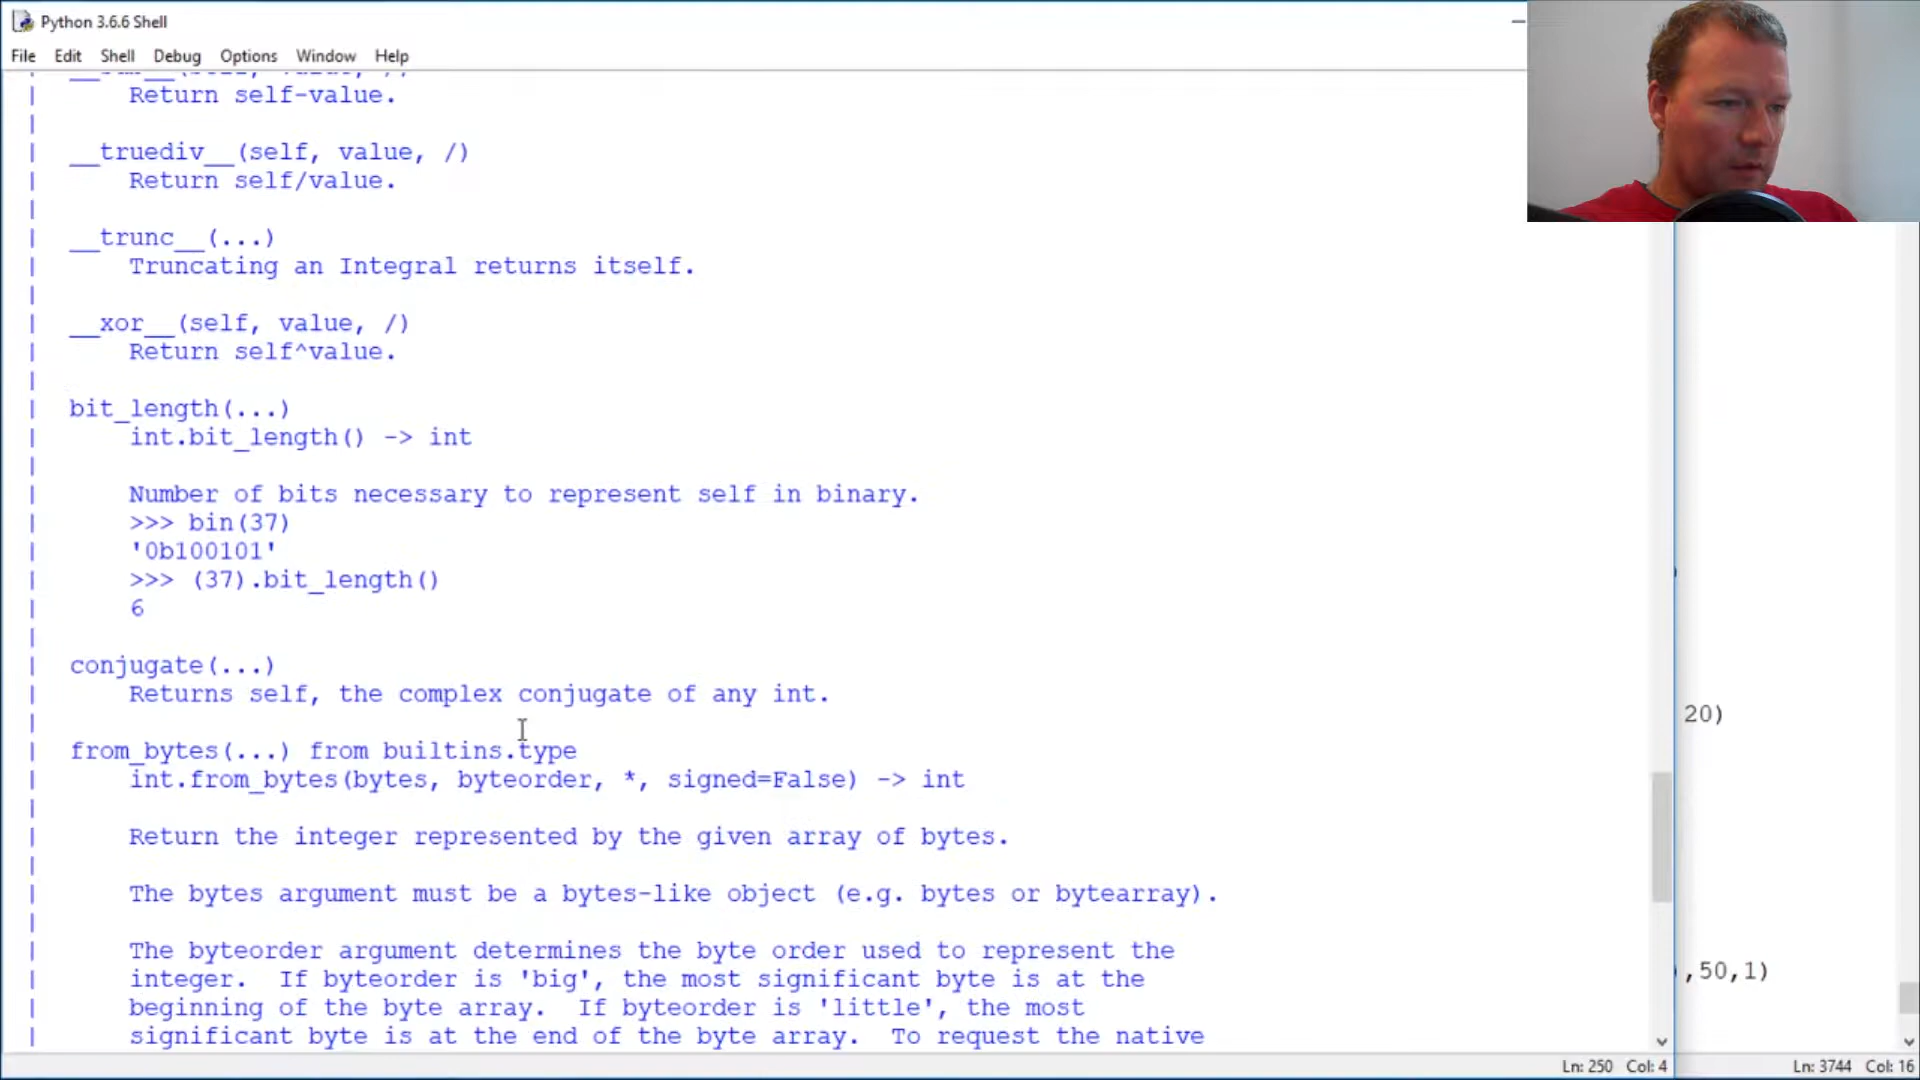 Python 3.6.6 Shell
File Edit Shell Debug Options Window Help
| Return self-value.
|
| __truediv__(self, value, /)
| Return self/value.
|
| __trunc__(...)
| Truncating an Integral returns itself.
|
| __xor__(self, value, /)
| Return self^value.
|
| bit_length(...)
| int.bit_length() -> int
|
| Number of bits necessary to represent self in binary.
| >>> bin(37)
| '0b100101'
| >>> (37).bit_length()
| 6
|
| conjugate(...)
| Returns self, the complex conjugate of any int.
|
| from_bytes(...) from builtins.type
| int.from_bytes(bytes, byteorder, *, signed=False) -> int
|
| Return the integer represented by the given array of bytes.
|
| The bytes argument must be a bytes-like object (e.g. bytes or bytearray).
|
| The byteorder argument determines the byte order used to represent the
| integer. If byteorder is 'big', the most significant byte is at the
| beginning of the byte array. If byteorder is 'little', the most
| significant byte is at the end of the byte array. To request the native
Ln: 250 Col: 4
20)
,50,1)
Ln: 3744 Col: 16